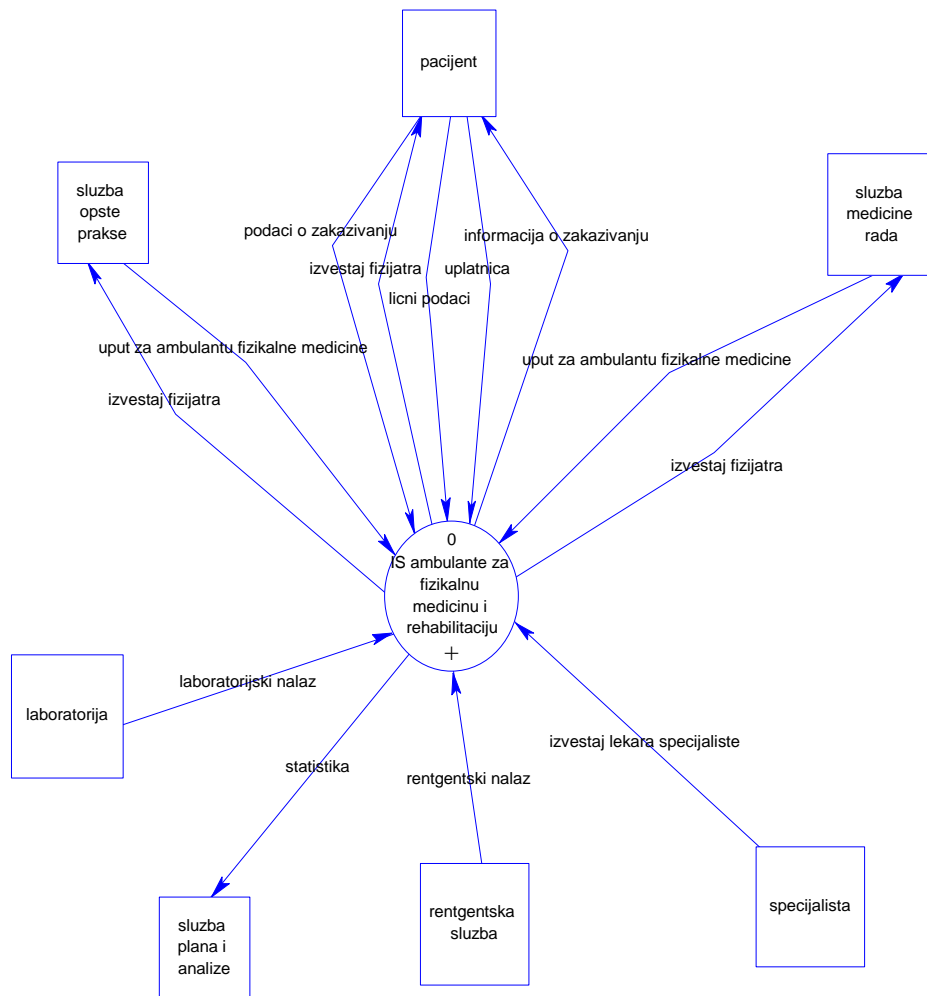 pacijent
sluzba
opste
prakse
sluzba
medicine
rada
podaci o zakazivanju
informacija o zakazivanju
izvestaj fizijatra
uplatnica
licni podaci
uput za ambulantu fizikalne medicine
uput za ambulantu fizikalne medicine
izvestaj fizijatra
izvestaj fizijatra
0
IS ambulante za
fizikalnu
medicinu i
rehabilitaciju
+
laboratorijski nalaz
laboratorija
izvestaj lekara specijaliste
statistika
rentgentski nalaz
specijalista
rentgentska
sluzba
sluzba
plana i
analize